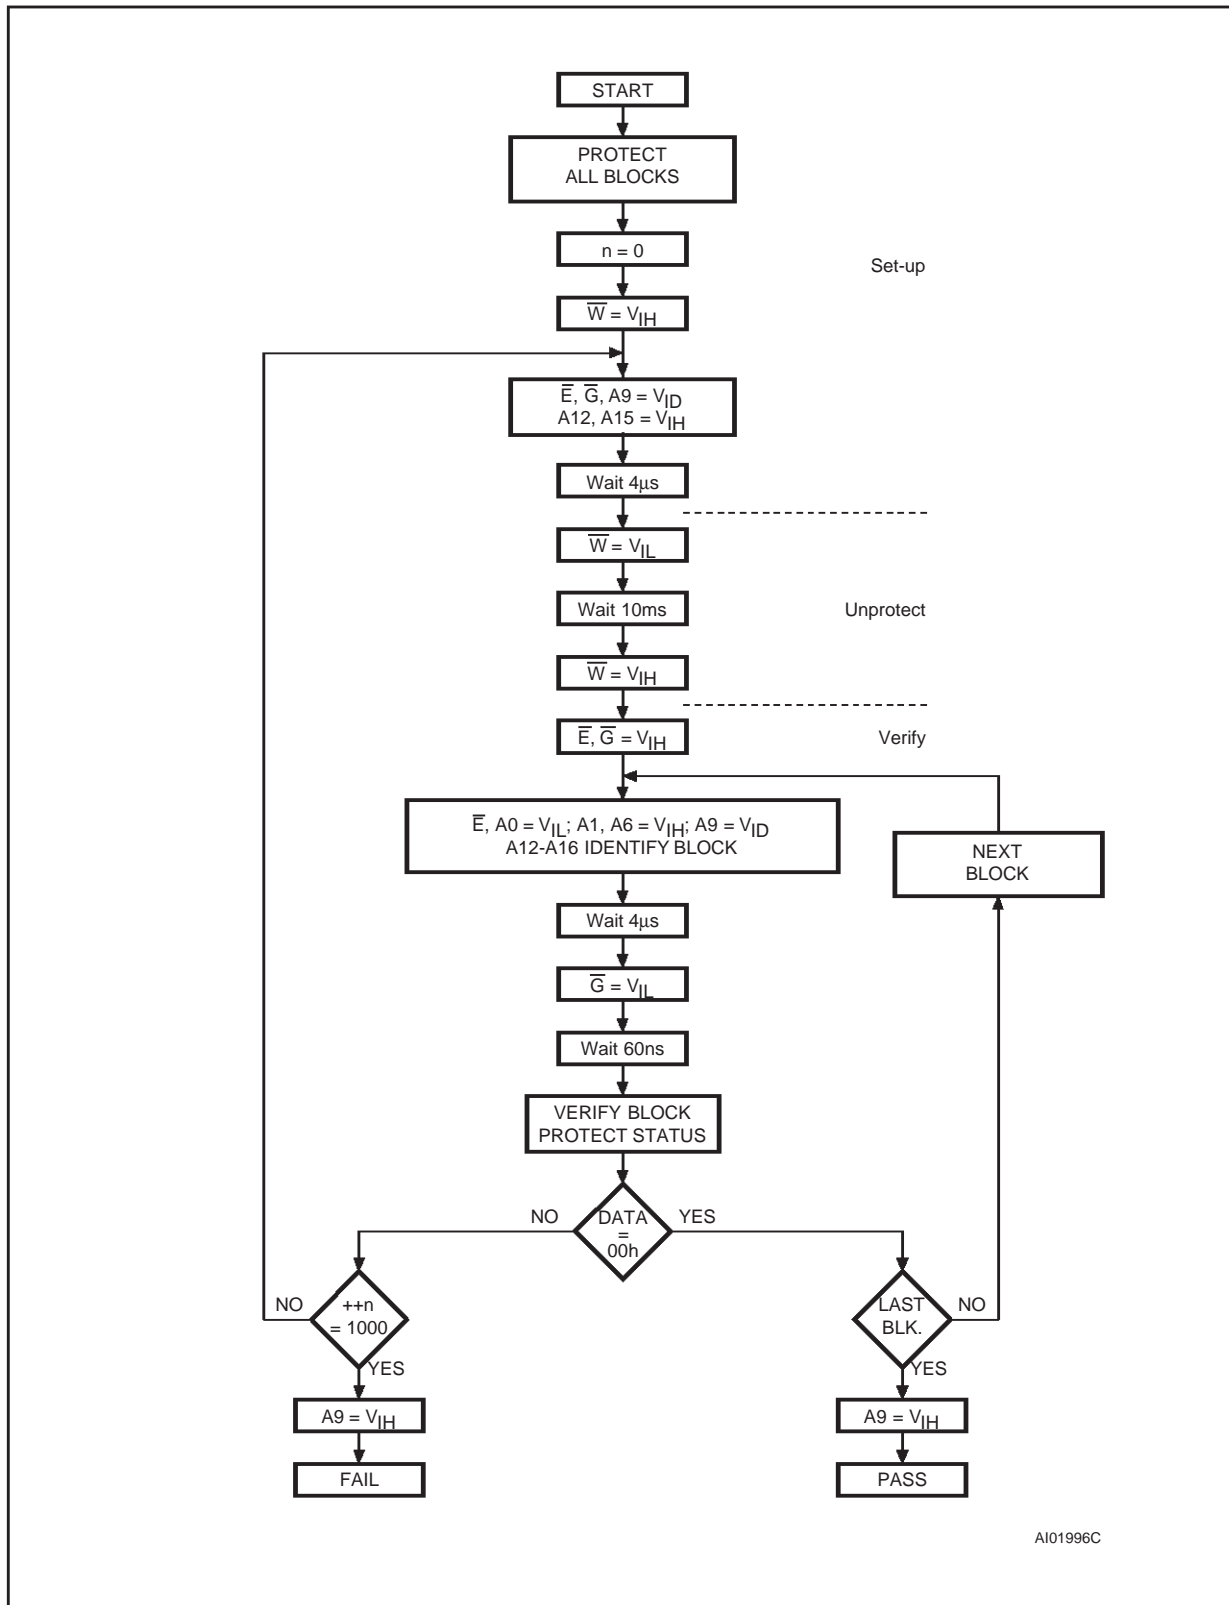 START
PROTECT
ALL BLOCKS
n = 0
Set-up
W̅ = VIH
E̅, G̅, A9 = VID
A12, A15 = VIH
Wait 4µs
W̅ = VIL
Wait 10ms
Unprotect
W̅ = VIH
E̅, G̅ = VIH
Verify
E̅, A0 = VIL; A1, A6 = VIH; A9 = VID
A12-A16 IDENTIFY BLOCK
NEXT
BLOCK
Wait 4µs
G̅ = VIL
Wait 60ns
VERIFY BLOCK
PROTECT STATUS
NO
DATA
=
00h
YES
NO
++n
= 1000
YES
LAST
BLK.
NO
YES
A9 = VIH
A9 = VIH
FAIL
PASS
AI01996C